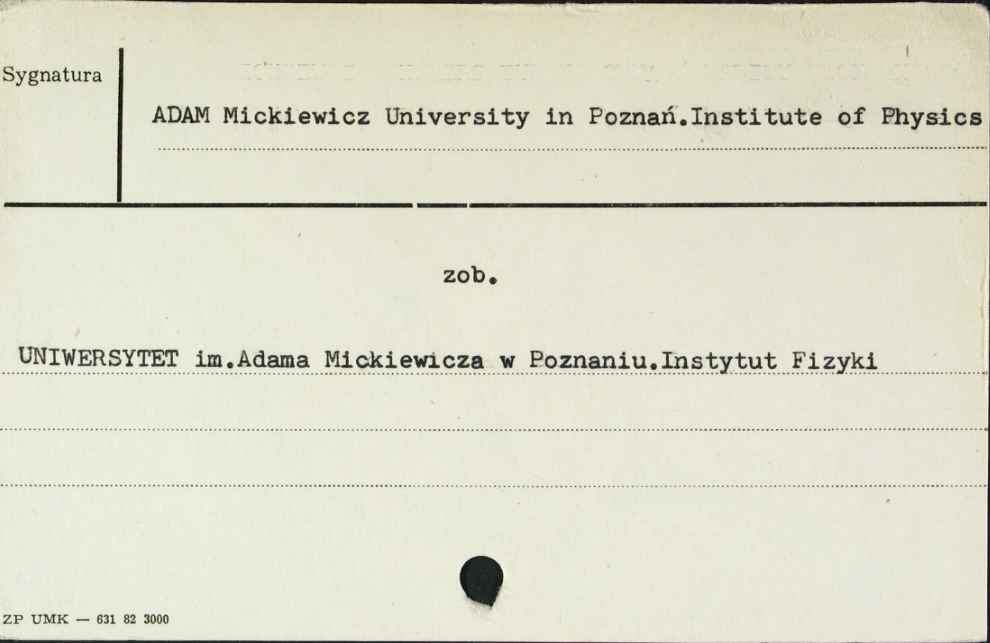 Sygnatura
ADAM Mickiewicz University in Poznań.Institute of Physics
zob.
UNIWERSYTET im.Adama Mickiewicza w Poznaniu.Instytut Fizyki
ZP UMK — 631 82 3000